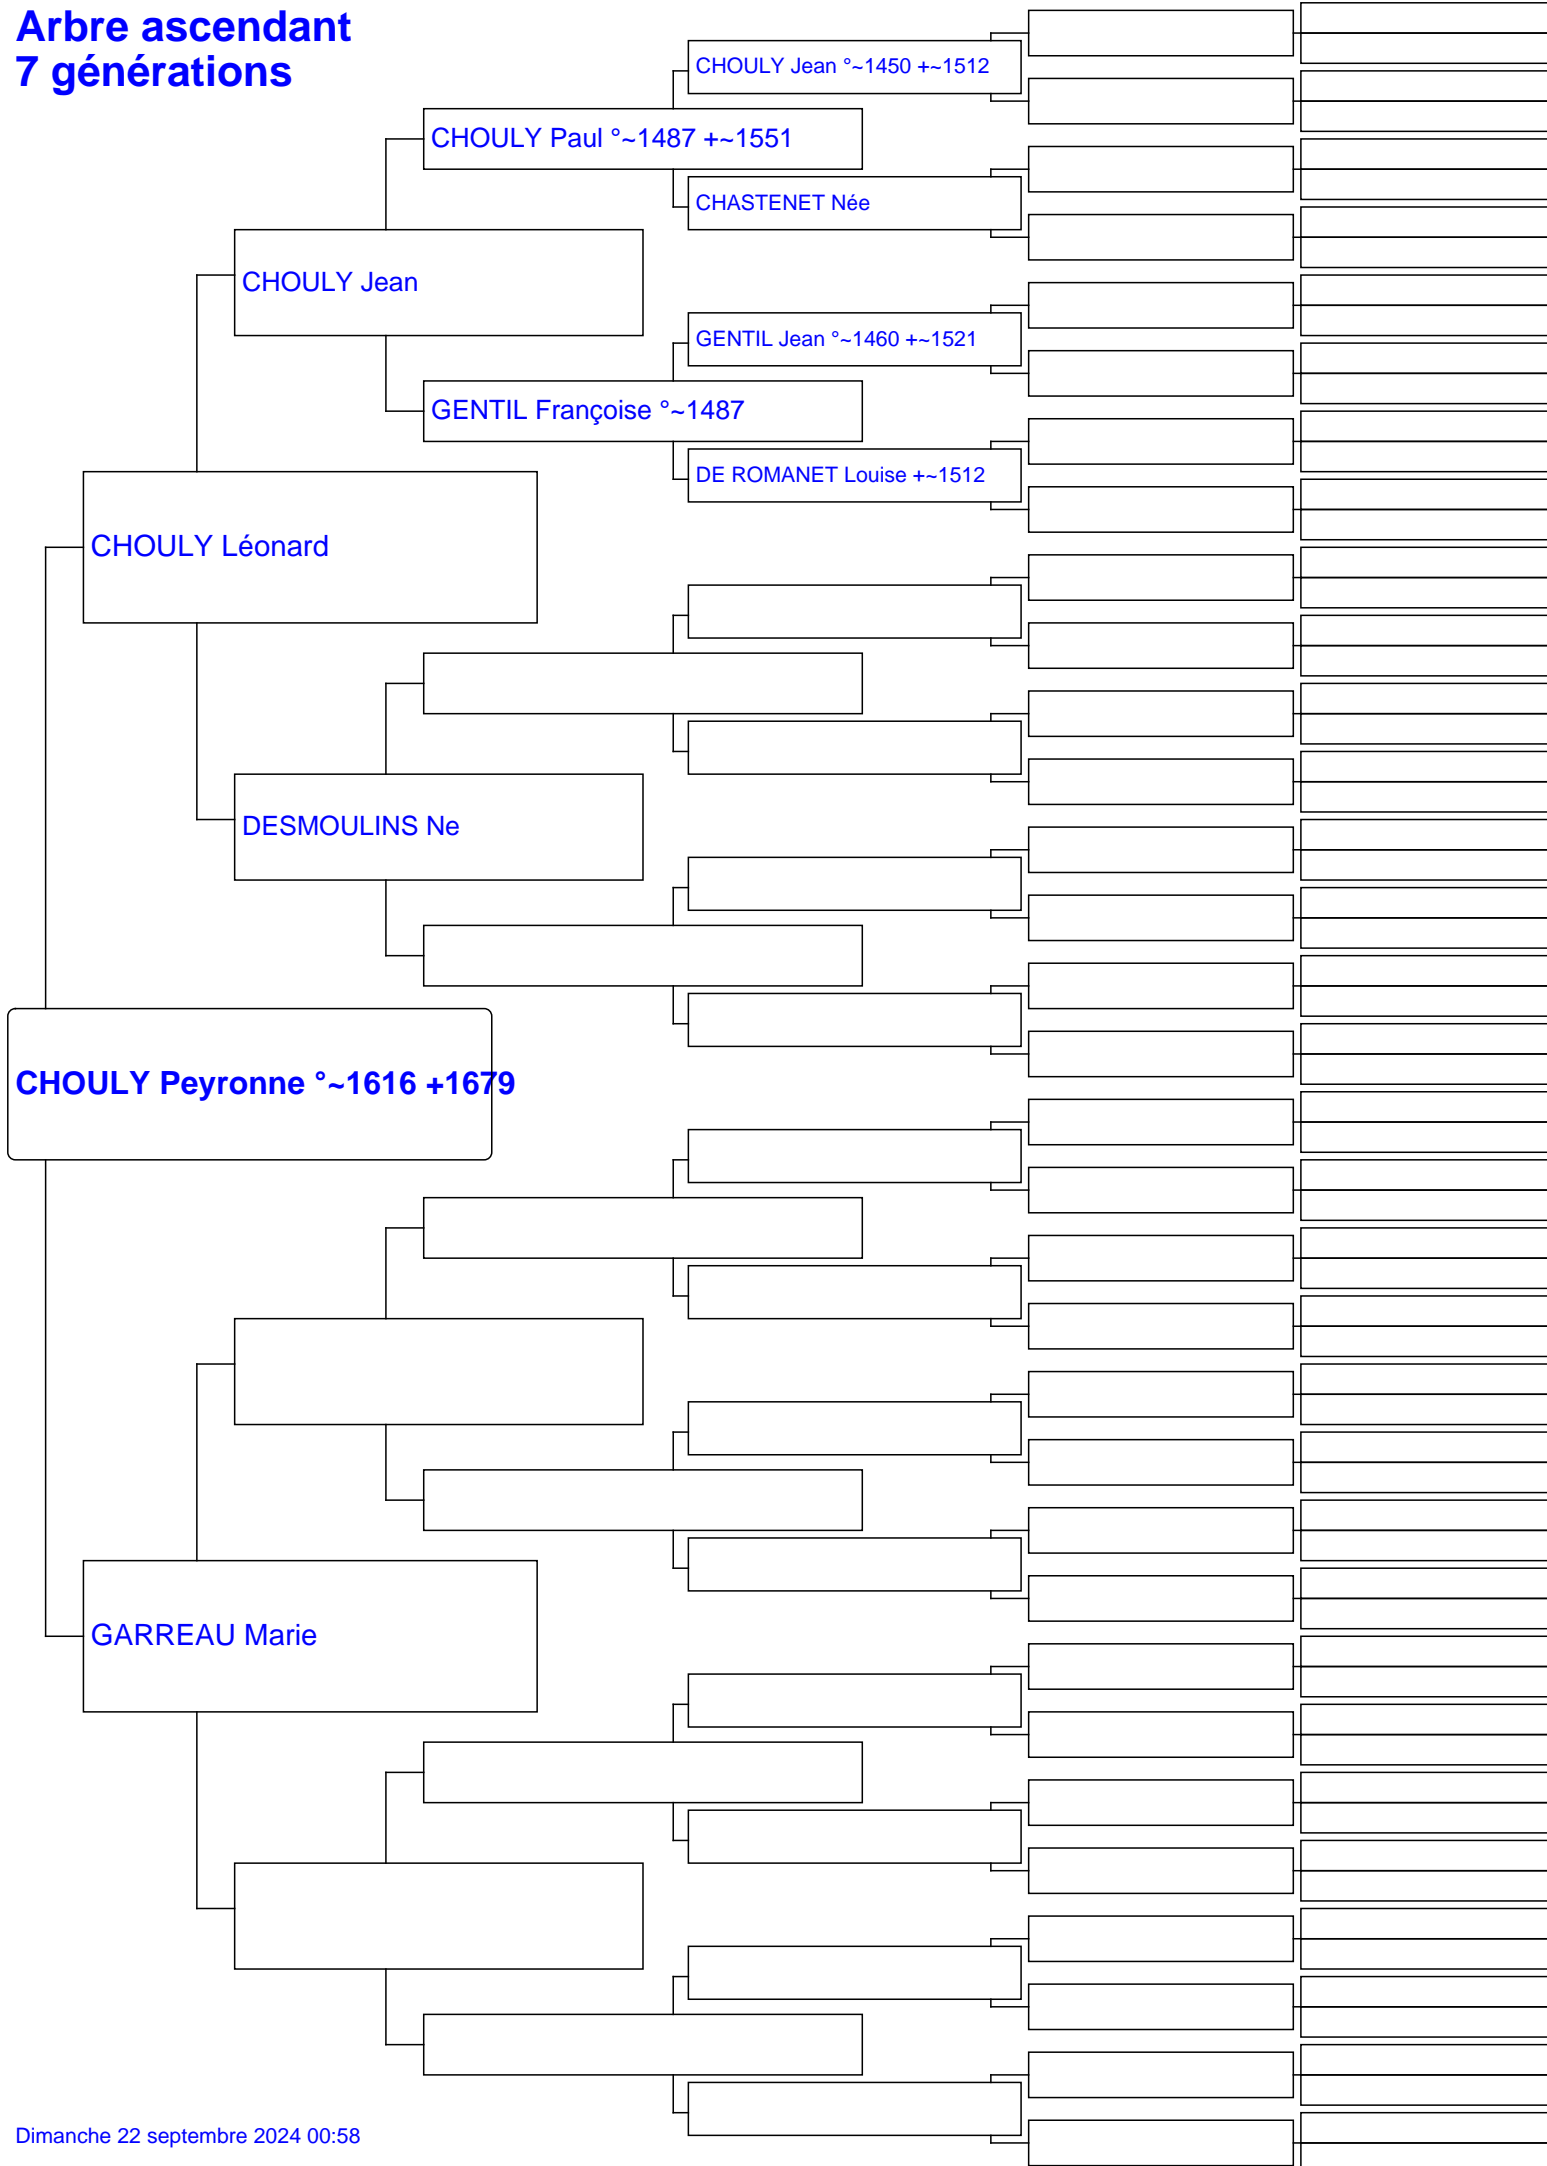 Arbre ascendant
7 générations
CHOULY Jean °~1450 +~1512
CHOULY Paul °~1487 +~1551
CHASTENET Née
CHOULY Jean
GENTIL Jean °~1460 +~1521
GENTIL Françoise °~1487
DE ROMANET Louise +~1512
CHOULY Léonard
DESMOULINS Ne
CHOULY Peyronne °~1616 +1679
GARREAU Marie
Dimanche 22 septembre 2024 00:58